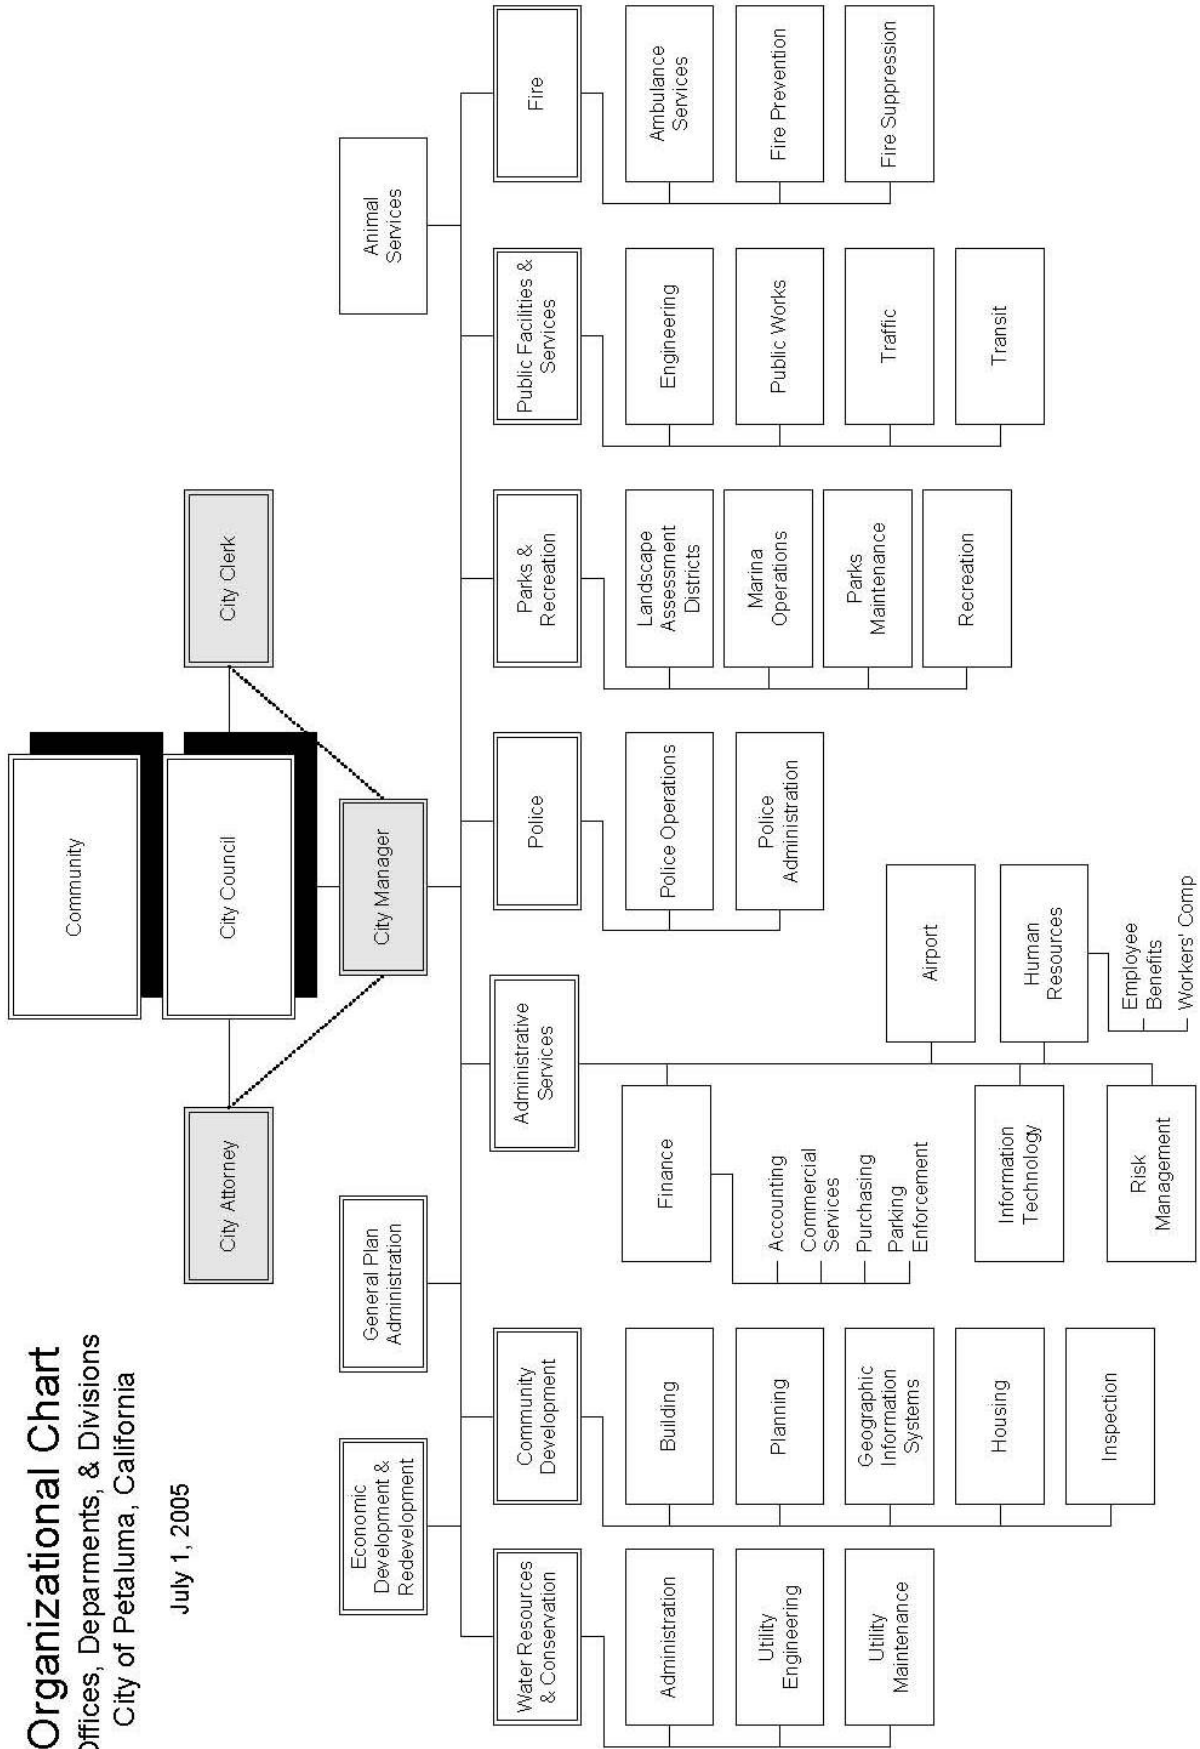 Organizational Chart
Offices, Deparments, & Divisions
City of Petaluma, California
July 1, 2005
Community
City Council
City Attorney
City Clerk
City Manager
Economic
Development &
Redevelopment
General Plan
Administration
Animal
Services
Water Resources
& Conservation
Administration
Utility
Engineering
Utility
Maintenance
Community
Development
Building
Planning
Geographic
Information
Systems
Housing
Inspection
Administrative
Services
Finance
Accounting
Commercial
Services
Purchasing
Parking
Enforcement
Airport
Information
Technology
Human
Resources
Employee
Benefits
Workers' Comp
Risk
Management
Police
Police Operations
Police
Administration
Parks &
Recreation
Landscape
Assessment
Districts
Marina
Operations
Parks
Maintenance
Recreation
Public Facilities &
Services
Engineering
Public Works
Traffic
Transit
Fire
Ambulance
Services
Fire Prevention
Fire Suppression